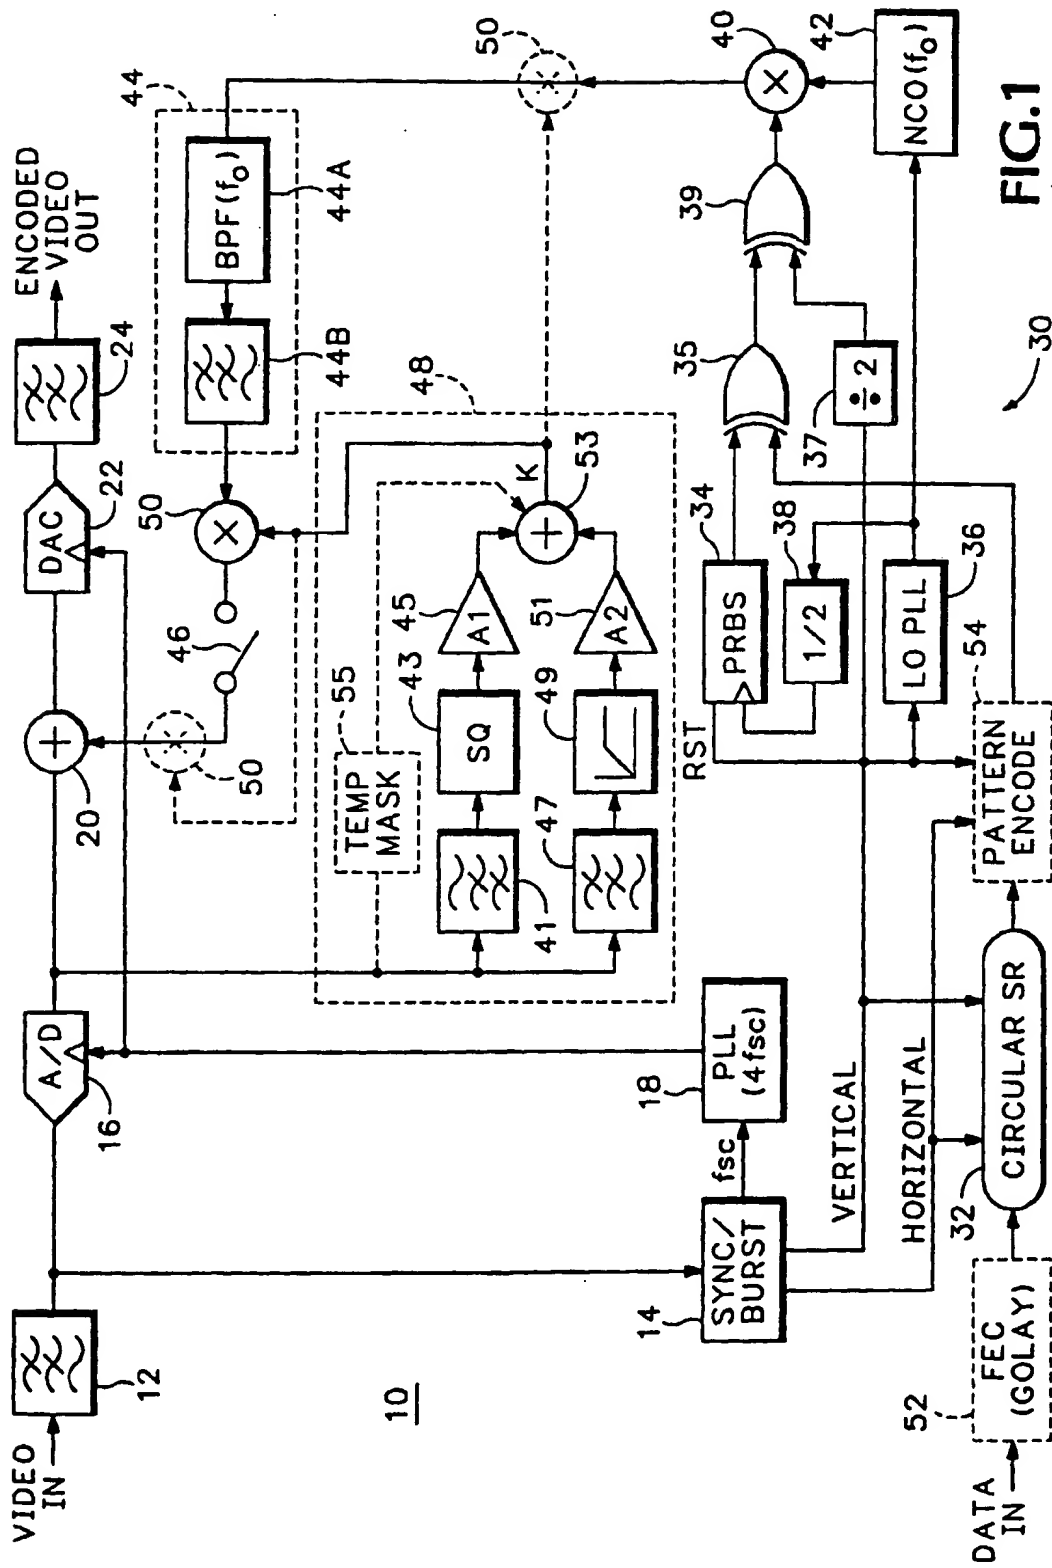 VIDEO
IN
12
A/D
16
20
+
DAC
22
24
ENCODED
VIDEO
OUT
10
50
×
46
50
×
44
44B
BPF(f₀)
44A
50
×
48
55
TEMP
MASK
41
43
SQ
45
A1
47
49
51
A2
+
K
53
14
SYNC/
BURST
fsc
18
PLL
(4fsc)
VERTICAL
HORIZONTAL
RST
34
PRBS
38
1/2
LO PLL
36
35
37
÷2
39
40
×
42
NCO(f₀)
DATA
IN
52
FEC
(GOLAY)
32
CIRCULAR SR
PATTERN
ENCODE
54
30
FIG.1